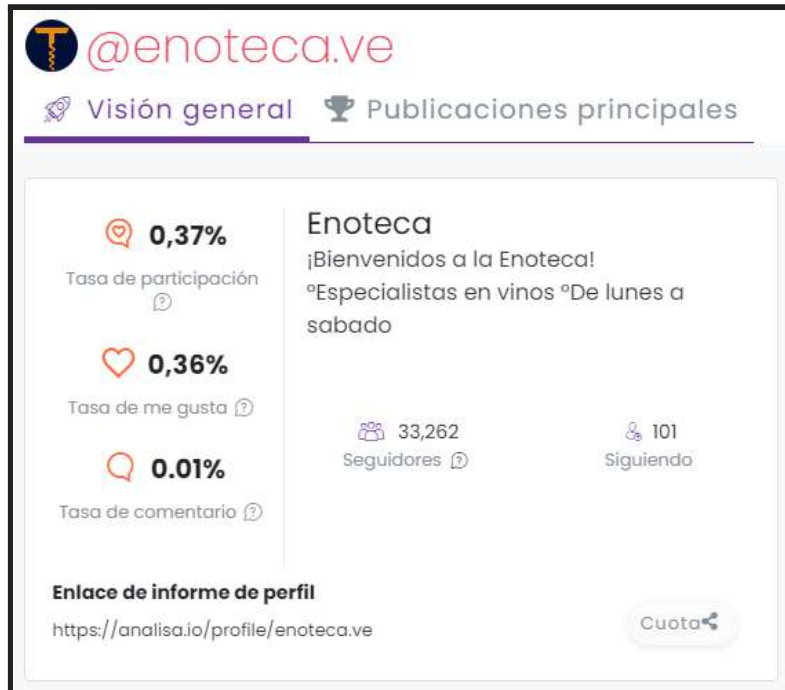 @enoteca.ve
Visión general Publicaciones principales
0,37%
Tasa de participación
0,36%
Tasa de me gusta
0.01%
Tasa de comentario
Enoteca
¡Bienvenidos a la Enoteca!
°Especialistas en vinos °De lunes a
sabado
33,262
Seguidores
101
Siguiendo
Enlace de informe de perfil
https://analisa.io/profile/enoteca.ve
Cuota